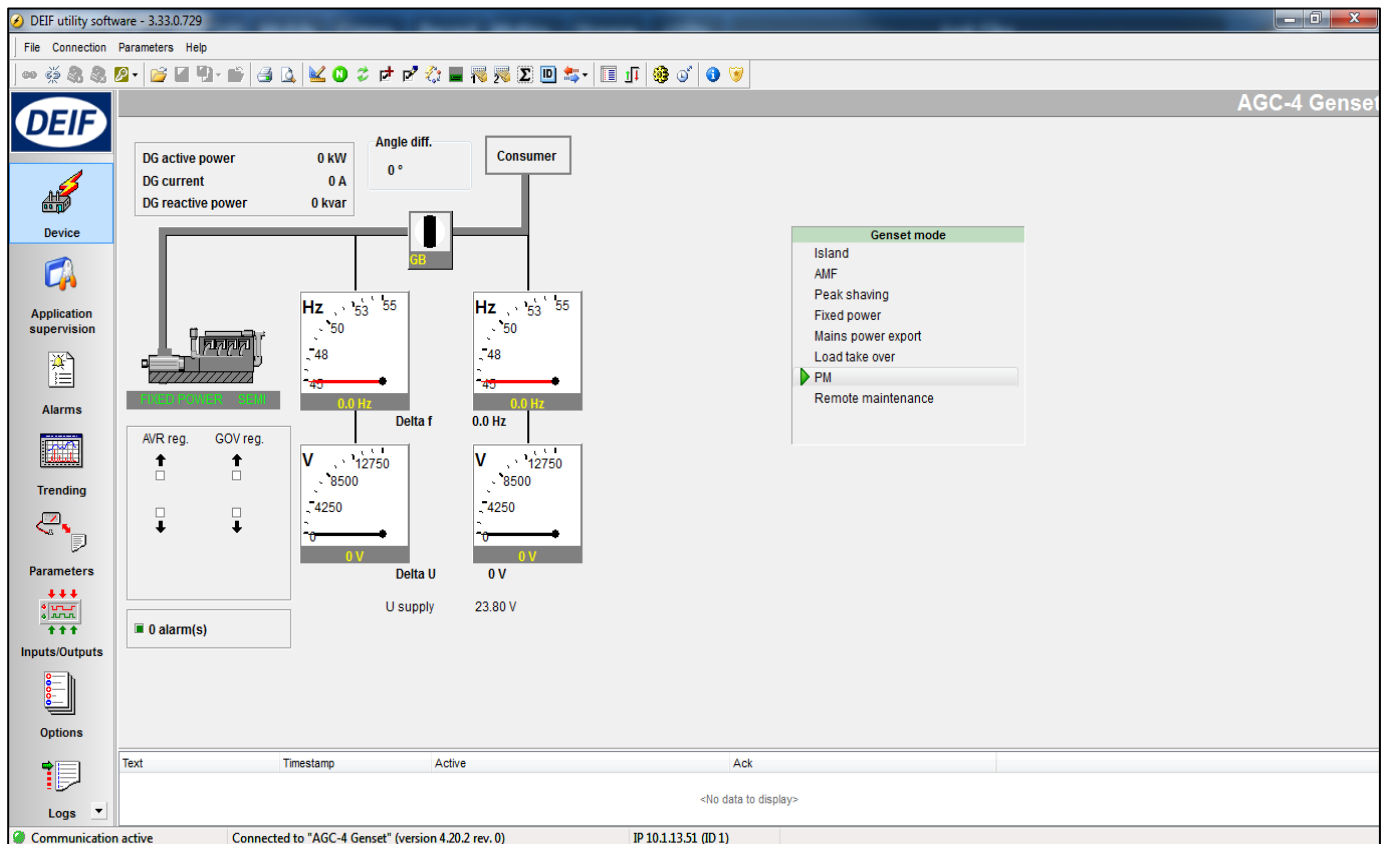 DEIF utility software - 3.33.0.729
File Connection Parameters Help
AGC-4 Genset
DEIF
Device
Application supervision
Alarms
Trending
Parameters
Inputs/Outputs
Options
Logs
DG active power 0 kW
DG current 0 A
DG reactive power 0 kvar
Angle diff.
0 °
Consumer
GB
FIXED POWER SEMI
Hz 53 55
50
48
45
0.0 Hz
Hz 53 55
50
48
45
0.0 Hz
Delta f 0.0 Hz
AVR reg. GOV reg.
V 12750
8500
4250
0
0 V
V 12750
8500
4250
0
0 V
Delta U 0 V
U supply 23.80 V
0 alarm(s)
Genset mode
Island
AMF
Peak shaving
Fixed power
Mains power export
Load take over
PM
Remote maintenance
Text Timestamp Active Ack
<No data to display>
Communication active Connected to "AGC-4 Genset" (version 4.20.2 rev. 0) IP 10.1.13.51 (ID 1)